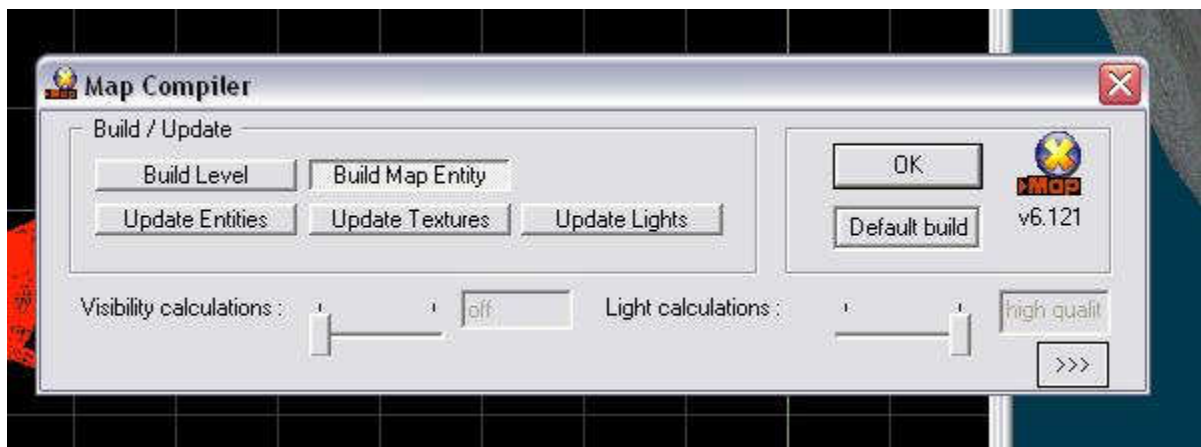 Map Compiler
Build / Update
Build Level
Build Map Entity
Update Entities
Update Textures
Update Lights
OK
Default build
Map
v6.121
Visibility calculations :
off
Light calculations :
high qualit
>>>